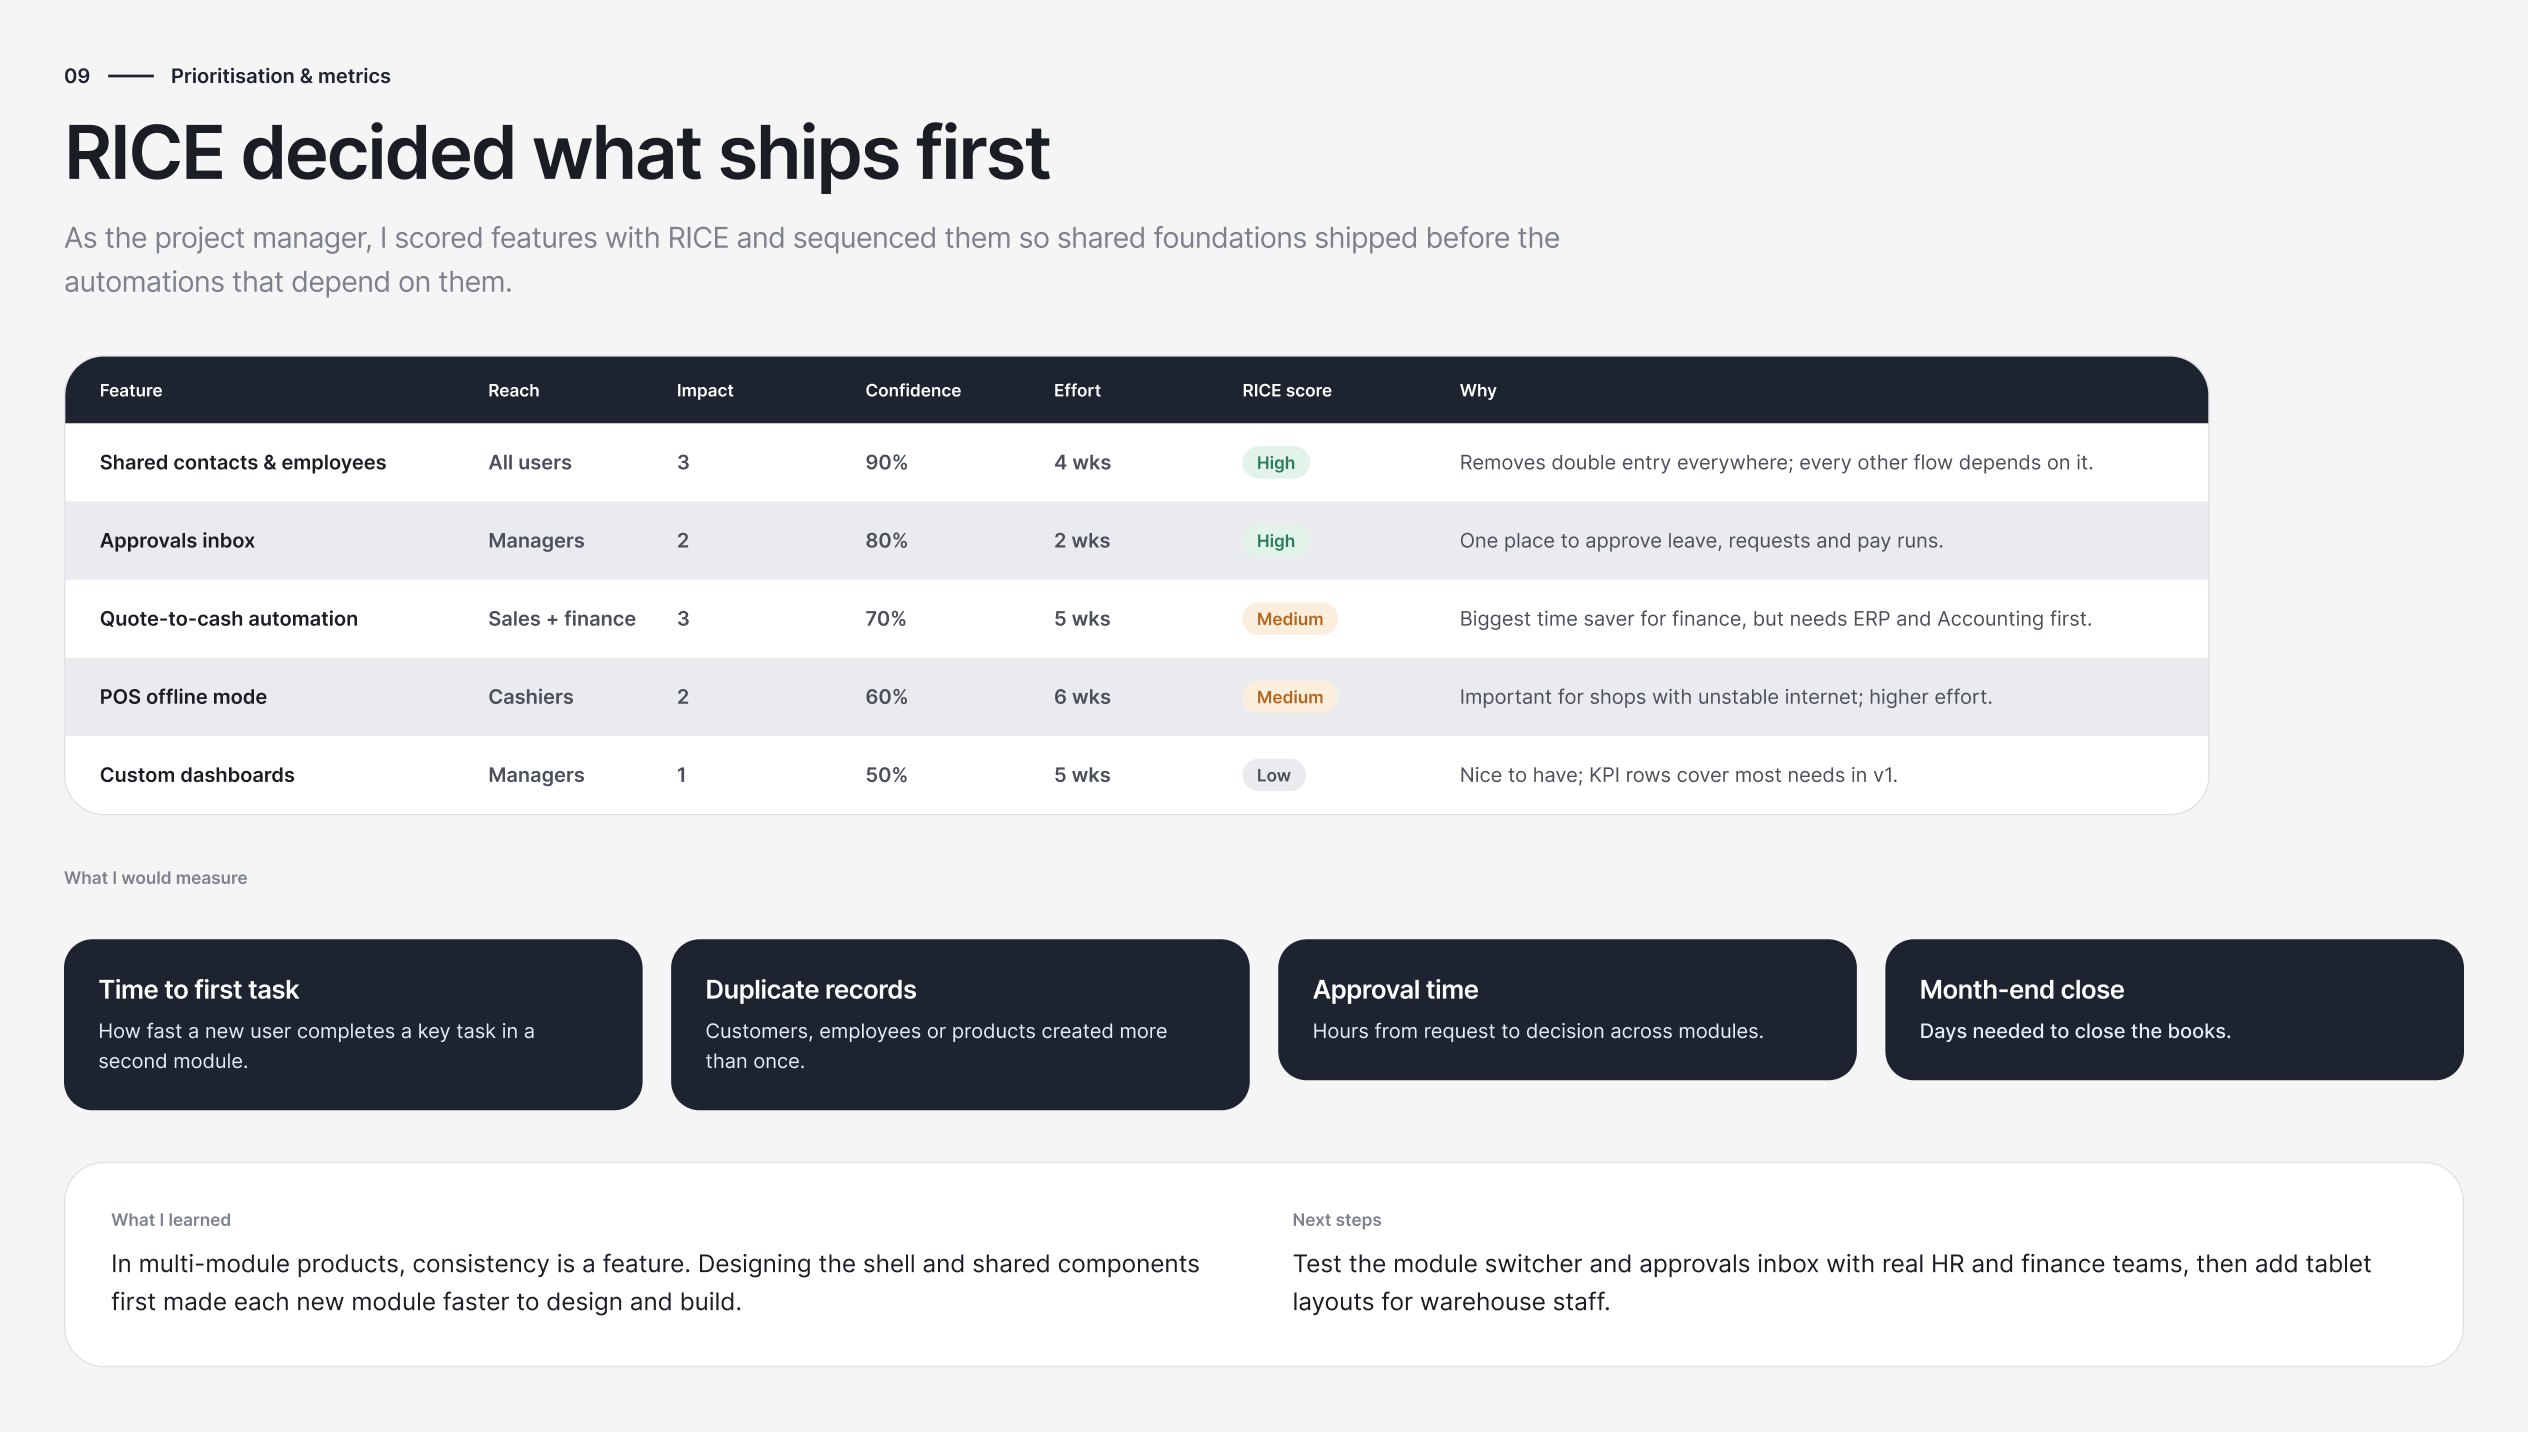 09 — Prioritisation & metrics
RICE decided what ships first
As the project manager, I scored features with RICE and sequenced them so shared foundations shipped before the
automations that depend on them.
Feature Reach Impact Confidence Effort RICE score Why
Shared contacts & employees All users 3 90% 4 wks High Removes double entry everywhere; every other flow depends on it.
Approvals inbox Managers 2 80% 2 wks High One place to approve leave, requests and pay runs.
Quote-to-cash automation Sales + finance 3 70% 5 wks Medium Biggest time saver for finance, but needs ERP and Accounting first.
POS offline mode Cashiers 2 60% 6 wks Medium Important for shops with unstable internet; higher effort.
Custom dashboards Managers 1 50% 5 wks Low Nice to have; KPI rows cover most needs in v1.
What I would measure
Time to first task
How fast a new user completes a key task in a
second module.
Duplicate records
Customers, employees or products created more
than once.
Approval time
Hours from request to decision across modules.
Month-end close
Days needed to close the books.
What I learned
In multi-module products, consistency is a feature. Designing the shell and shared components
first made each new module faster to design and build.
Next steps
Test the module switcher and approvals inbox with real HR and finance teams, then add tablet
layouts for warehouse staff.